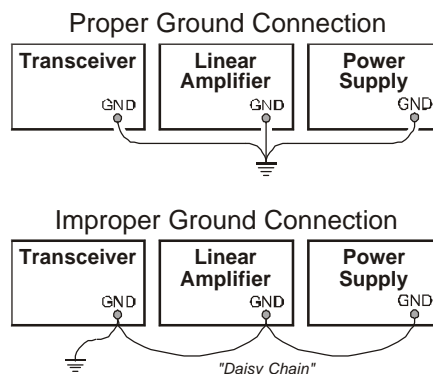 Proper Ground Connection
Transceiver
Linear
Amplifier
Power
Supply
GND
GND
GND
Improper Ground Connection
Transceiver
Linear
Amplifier
Power
Supply
GND
GND
GND
"Daisy Chain"